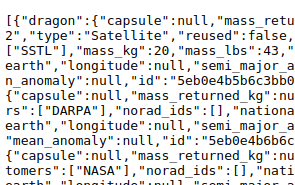 [{"dragon":{"capsule":null,"mass_retu
2","type":"Satellite","reused":false,
["SSTL"],"mass_kg":20,"mass_lbs":43,"
earth","longitude":null,"semi_major_a
n_anomaly":null,"id":"5eb0e4b5b6c3bb0
{"capsule":null,"mass_returned_kg":nu
rs":["DARPA"],"norad_ids":[],"nationa
earth","longitude":null,"semi_major_a
"mean_anomaly":null,"id":"5eb0e4b6b6c
{"capsule":null,"mass_returned_kg":nu
tomers":["NASA"],"norad_ids":[],"nati
earth","longitude":null,"semi_major_a